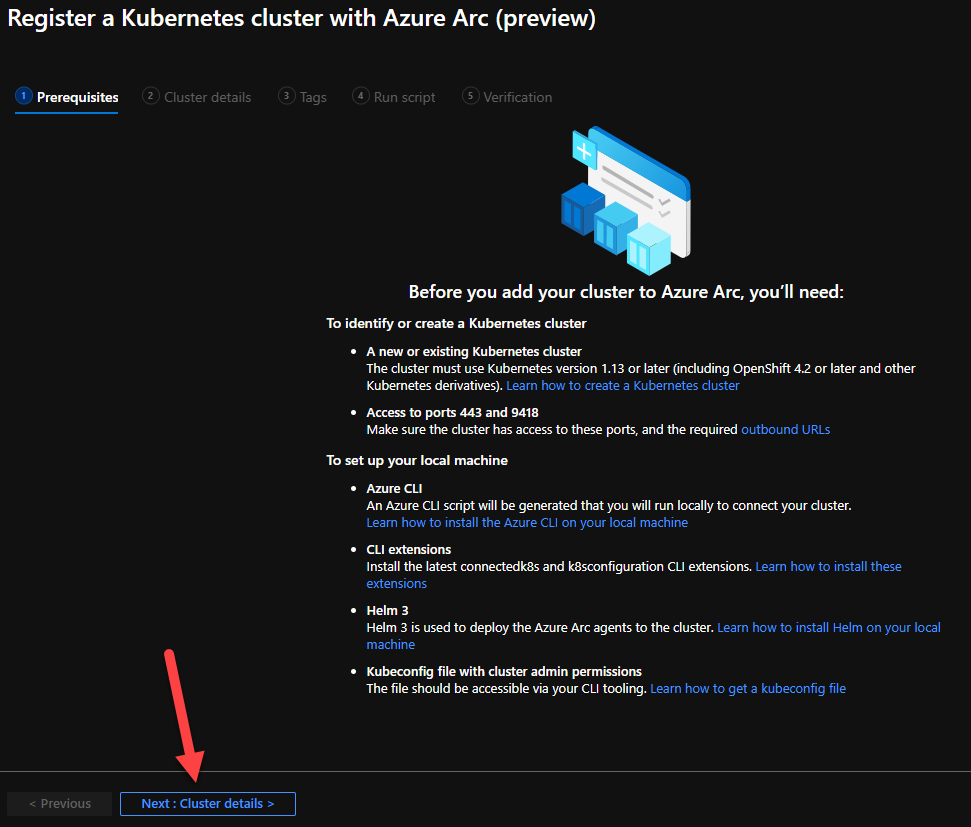 Register a Kubernetes cluster with Azure Arc (preview)
1 Prerequisites 2 Cluster details 3 Tags 4 Run script 5 Verification
Before you add your cluster to Azure Arc, you’ll need:
To identify or create a Kubernetes cluster
• A new or existing Kubernetes cluster
The cluster must use Kubernetes version 1.13 or later (including OpenShift 4.2 or later and other
Kubernetes derivatives). Learn how to create a Kubernetes cluster
• Access to ports 443 and 9418
Make sure the cluster has access to these ports, and the required outbound URLs
To set up your local machine
• Azure CLI
An Azure CLI script will be generated that you will run locally to connect your cluster.
Learn how to install the Azure CLI on your local machine
• CLI extensions
Install the latest connectedk8s and k8sconfiguration CLI extensions. Learn how to install these
extensions
• Helm 3
Helm 3 is used to deploy the Azure Arc agents to the cluster. Learn how to install Helm on your local
machine
• Kubeconfig file with cluster admin permissions
The file should be accessible via your CLI tooling. Learn how to get a kubeconfig file
< Previous Next : Cluster details >